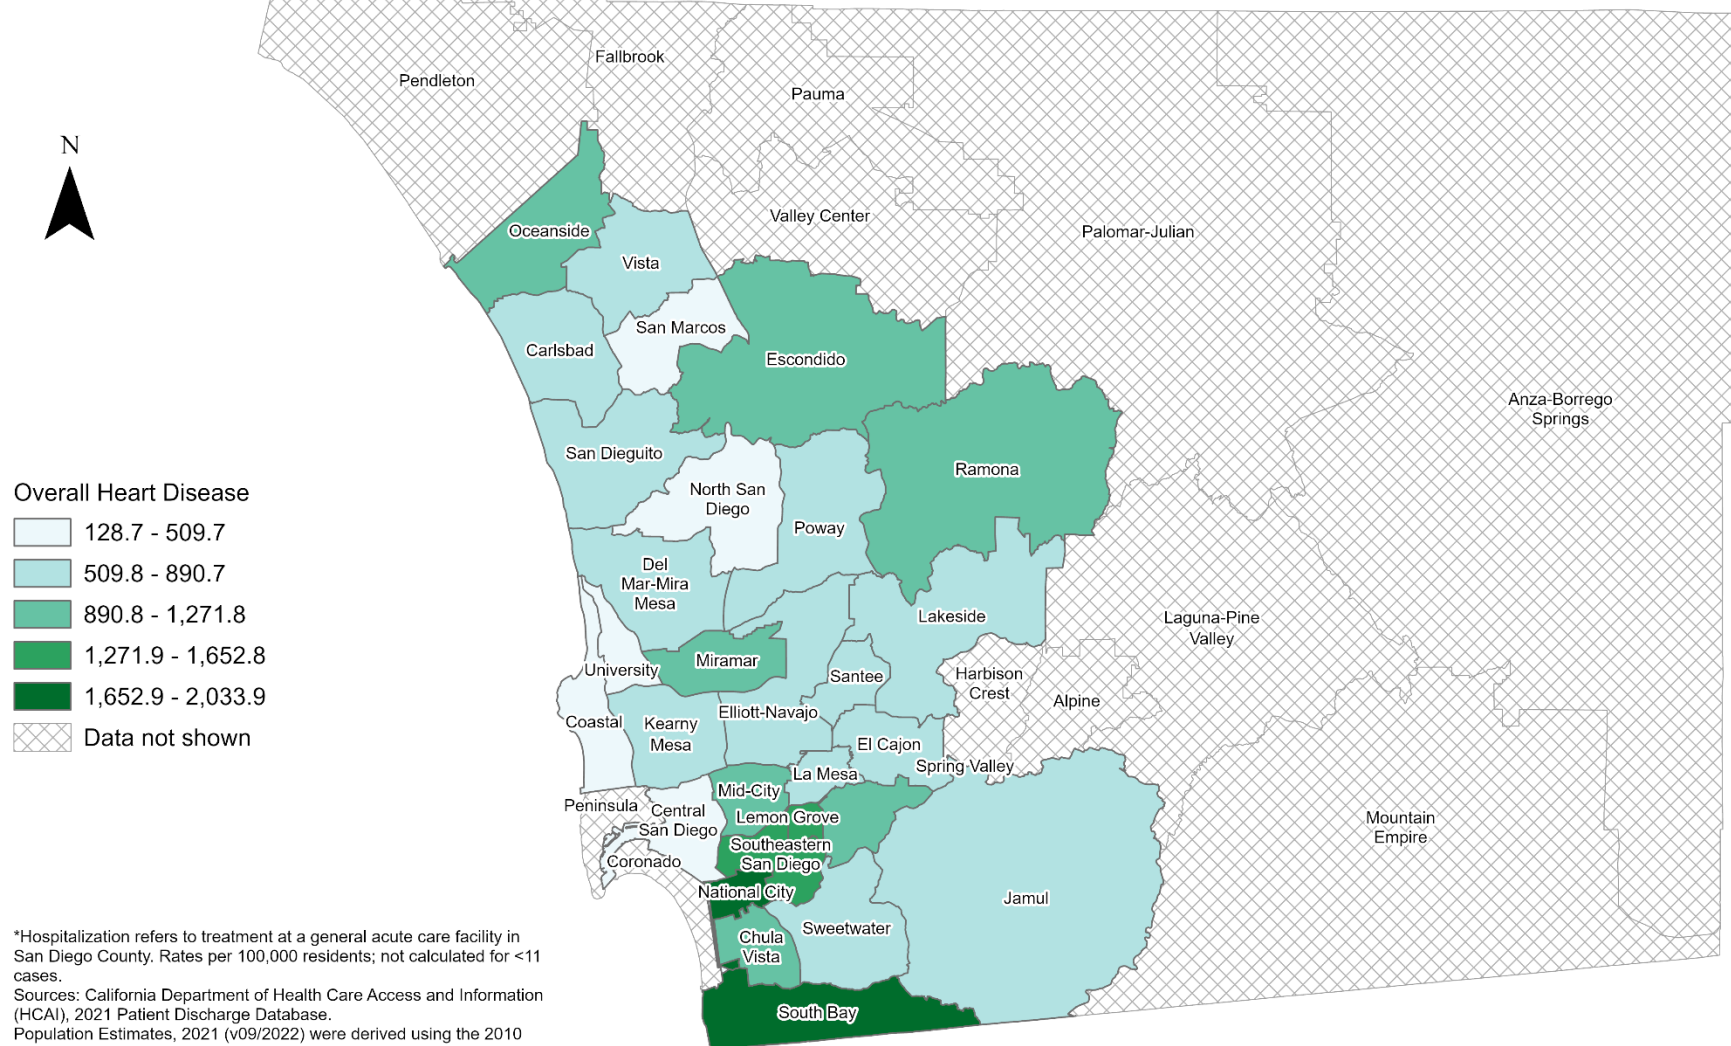 Fallbrook
Pendleton
Pauma
N
Valley Center
Oceanside
Palomar-Julian
Vista
San Marcos
Carlsbad
Escondido
Anza-Borrego
Springs
San Dieguito
Ramona
North San
Diego
Poway
Del
Mar-Mira
Mesa
Lakeside
Laguna-Pine
Valley
University
Miramar
Santee
Harbison
Crest
Alpine
Coastal
Kearny
Mesa
Elliott-Navajo
El Cajon
Spring Valley
La Mesa
Mid-City
Peninsula
Central
San Diego
Lemon Grove
Mountain
Empire
Southeastern
San Diego
Coronado
National City
Jamul
Sweetwater
Chula
Vista
South Bay
Overall Heart Disease
128.7 - 509.7
509.8 - 890.7
890.8 - 1,271.8
1,271.9 - 1,652.8
1,652.9 - 2,033.9
Data not shown
*Hospitalization refers to treatment at a general acute care facility in
San Diego County. Rates per 100,000 residents; not calculated for <11
cases.
Sources: California Department of Health Care Access and Information
(HCAI), 2021 Patient Discharge Database.
Population Estimates, 2021 (v09/2022) were derived using the 2010